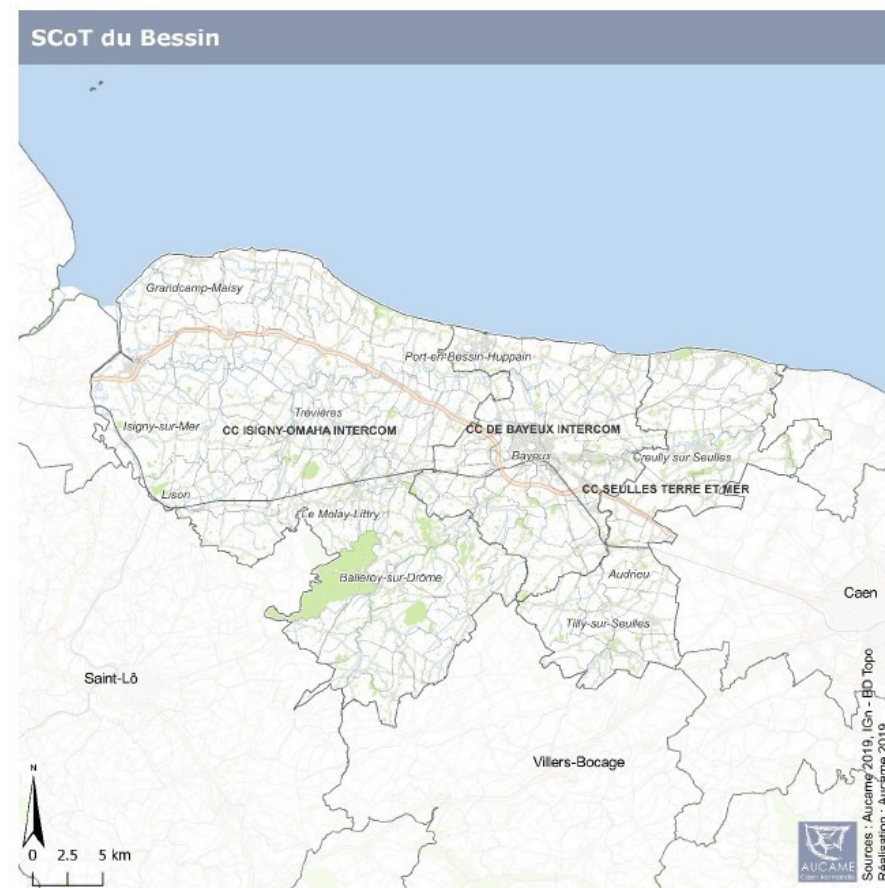 SCoT du Bessin
Grandcamp-Maisy
Port-en-Bessin-Huppain
Trévières
Isigny-sur-Mer
CC ISIGNY-OMAHA INTERCOM
CC DE BAYEUX INTERCOM
Bayeux
Creully sur Seulles
Lison
CC SEULLES TERRE ET MER
Le Molay-Littry
Balleroy-sur-Drôme
Audrieu
Caen
Tilly-sur-Seulles
Saint-Lô
Villers-Bocage
N
0 2.5 5 km
AUCAME
Caen Normandie
Sources : Aucame 2019, IGn - BD Topo
Réalisation : Aucame 2019